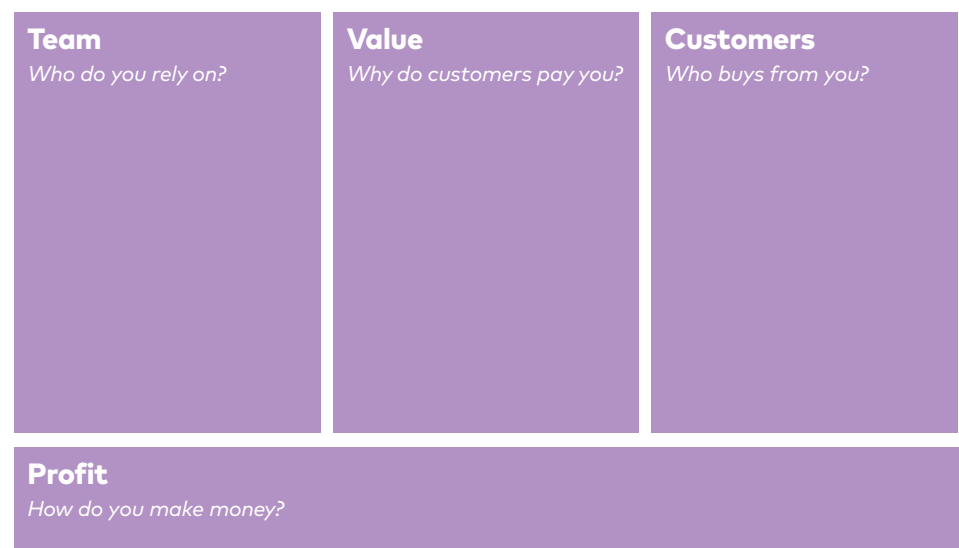 Team
Who do you rely on?
Value
Why do customers pay you?
Customers
Who buys from you?
Profit
How do you make money?